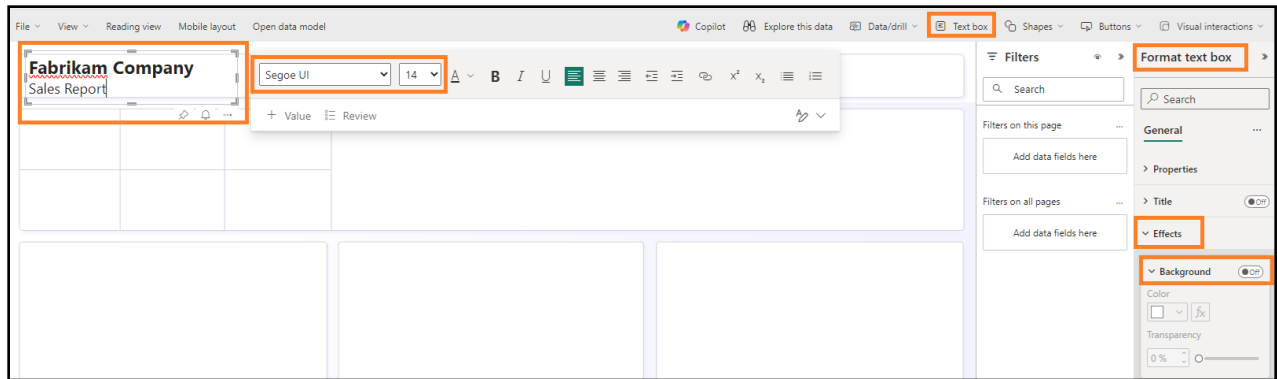 File View Reading view Mobile layout Open data model Copilot Explore this data Data/drill Text box Shapes Buttons Visual interactions
Fabrikam Company
Sales Report
Segoe UI 14 A B I U x² x₂
+ Value Review
Filters
Search
Filters on this page ...
Add data fields here
Filters on all pages ...
Add data fields here
Format text box
Search
General ...
Properties
Title Off
Effects
Background Off
Color
fx
Transparency
0 %